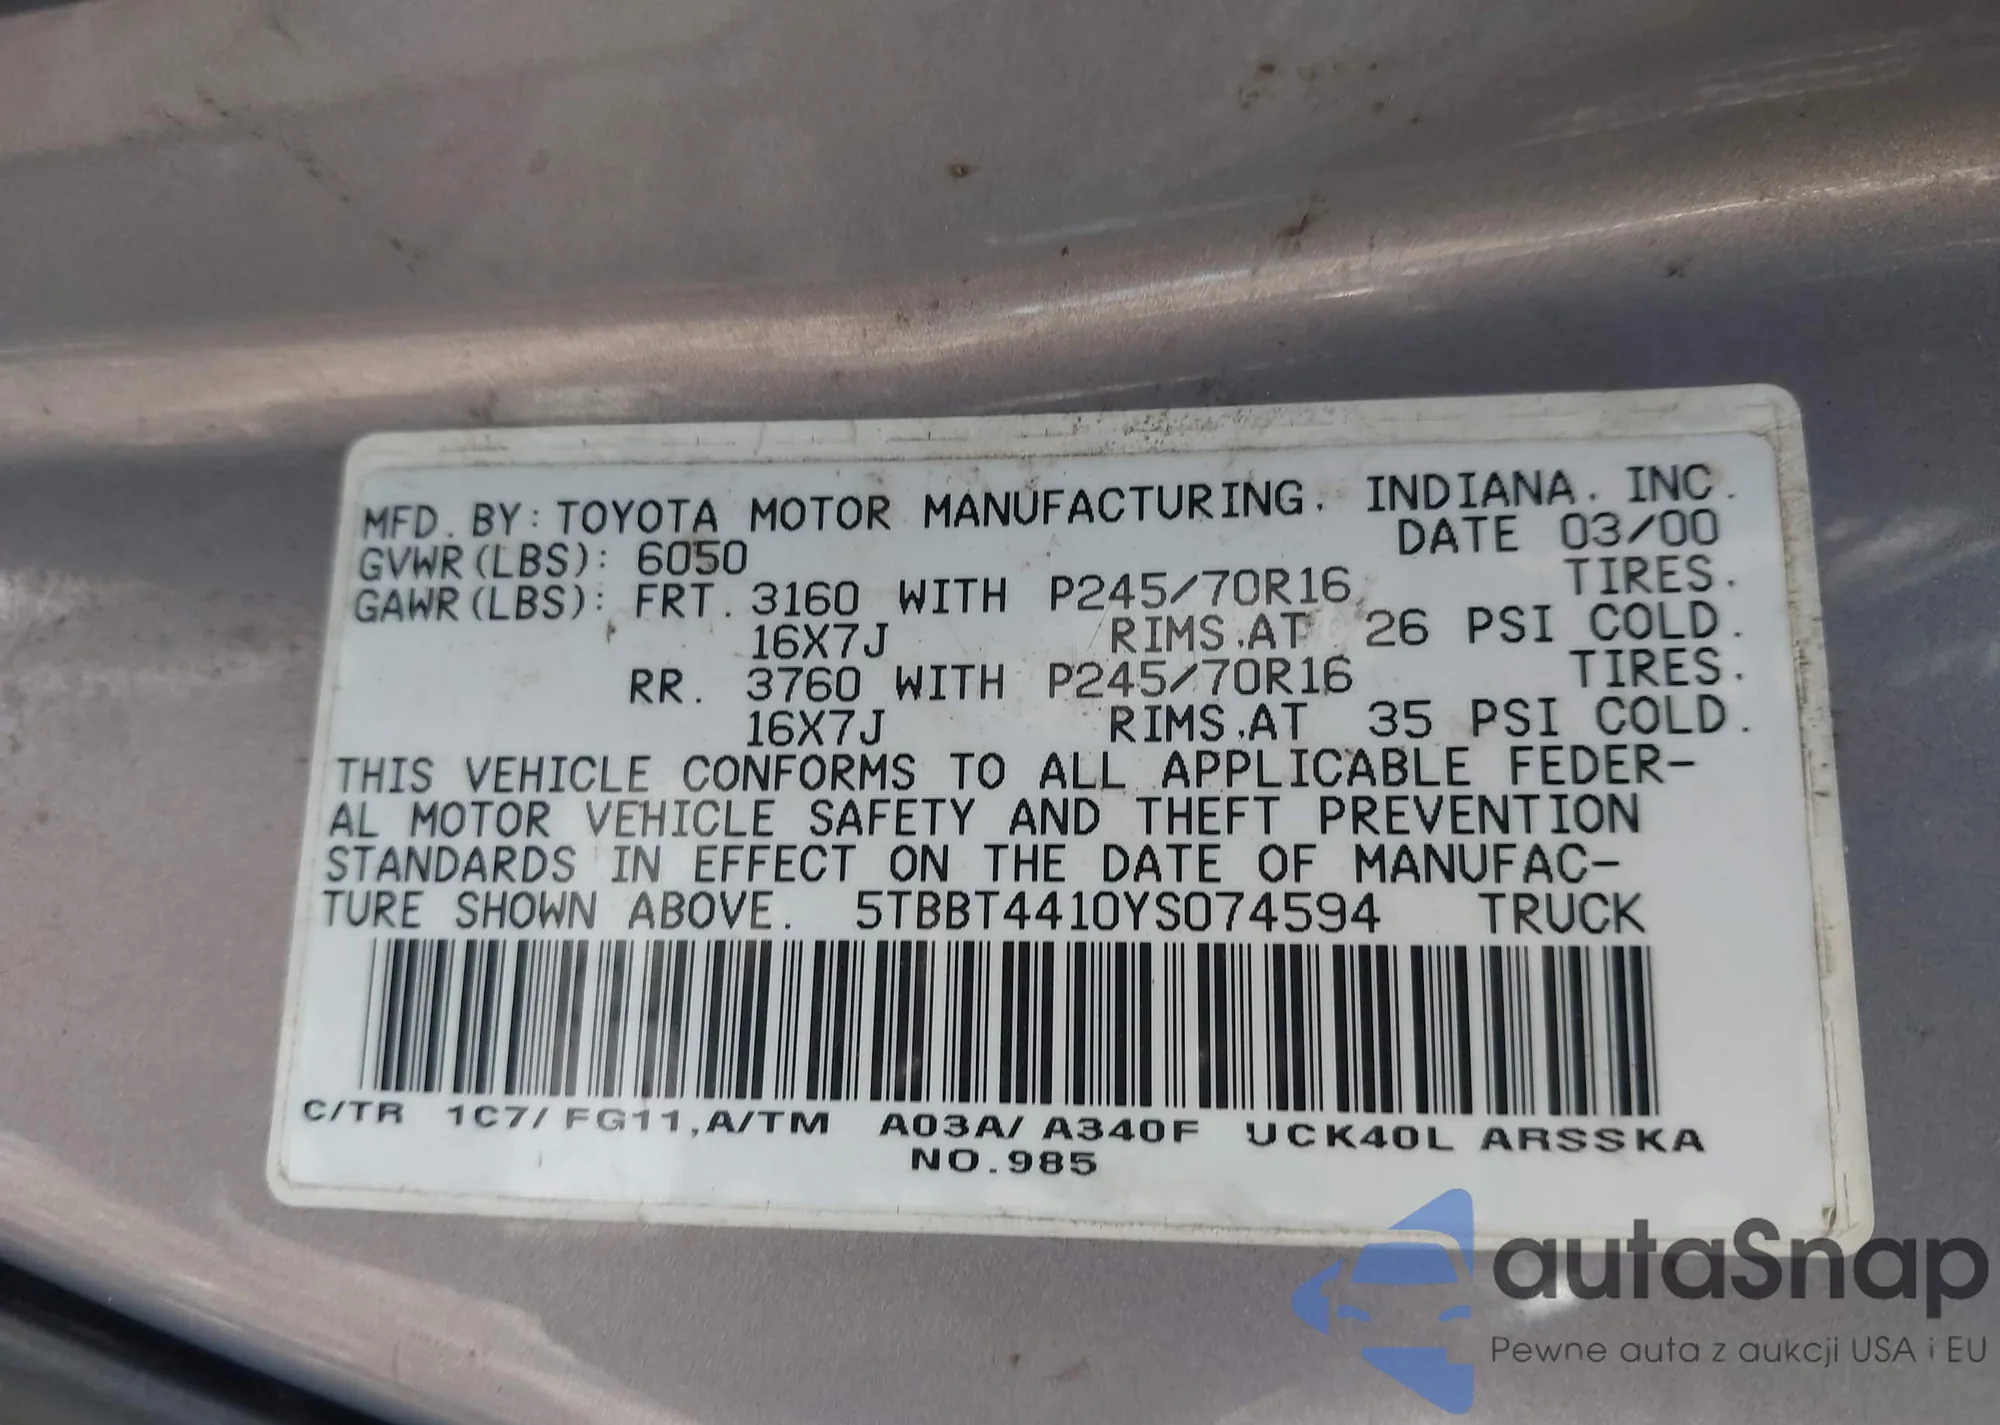 MFD. BY: TOYOTA MOTOR MANUFACTURING. INDIANA. INC.
DATE 03/00
GVWR(LBS): 6050
GAWR(LBS): FRT. 3160 WITH P245/70R16 TIRES.
16X7J RIMS.AT 26 PSI COLD.
RR. 3760 WITH P245/70R16 TIRES.
16X7J RIMS.AT 35 PSI COLD.
THIS VEHICLE CONFORMS TO ALL APPLICABLE FEDER-
AL MOTOR VEHICLE SAFETY AND THEFT PREVENTION
STANDARDS IN EFFECT ON THE DATE OF MANUFAC-
TURE SHOWN ABOVE. 5TBBT4410YS074594 TRUCK
C/TR 1C7/FG11,A/TM A03A/A340F UCK40L ARSSKA
NO.985
autaSnap
Pewne auta z aukcji USA i EU